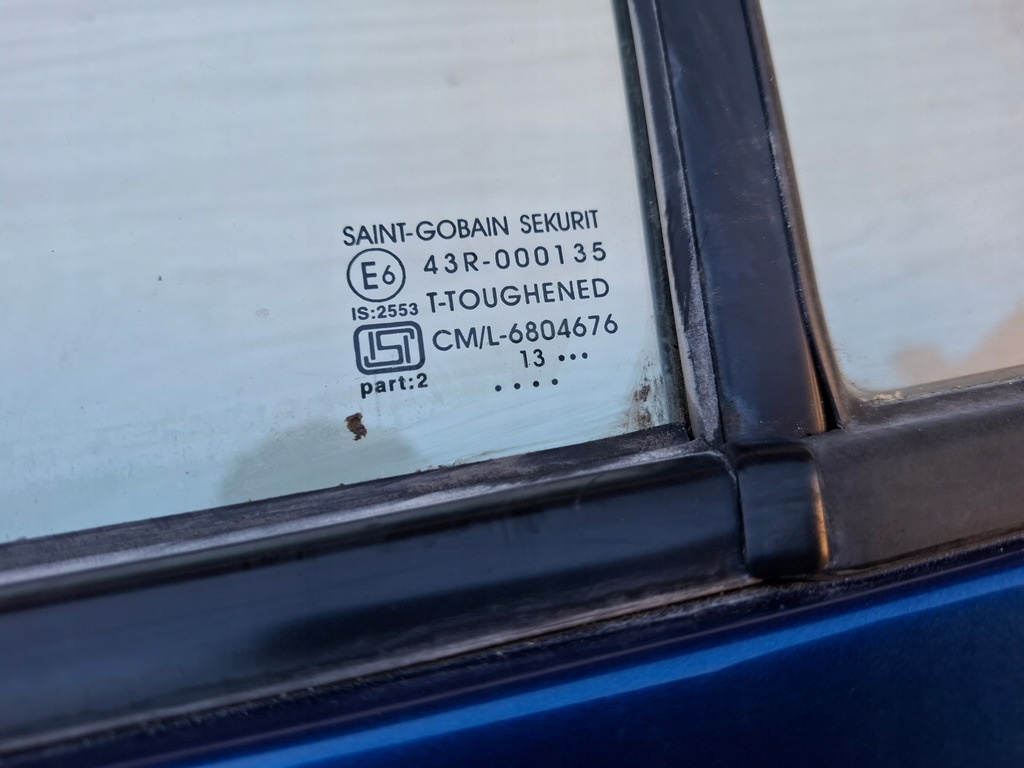 SAINT-GOBAIN SEKURIT
E6 43R-000135
IS:2553 T-TOUGHENED
ISI CM/L-6804676
part:2 13 •••
••••